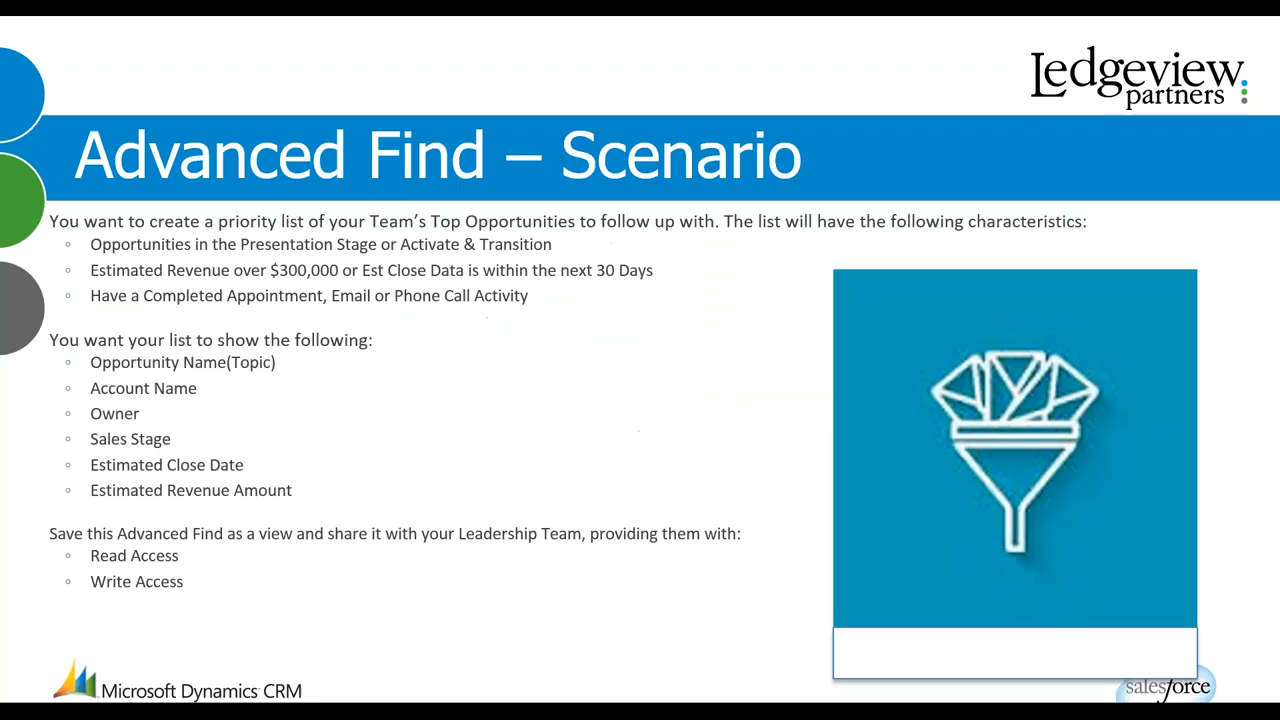 Ledgeview
partners
Advanced Find – Scenario
You want to create a priority list of your Team’s Top Opportunities to follow up with. The list will have the following characteristics:
Opportunities in the Presentation Stage or Activate & Transition
Estimated Revenue over $300,000 or Est Close Data is within the next 30 Days
Have a Completed Appointment, Email or Phone Call Activity
You want your list to show the following:
Opportunity Name(Topic)
Account Name
Owner
Sales Stage
Estimated Close Date
Estimated Revenue Amount
Save this Advanced Find as a view and share it with your Leadership Team, providing them with:
Read Access
Write Access
Microsoft Dynamics CRM
salesforce